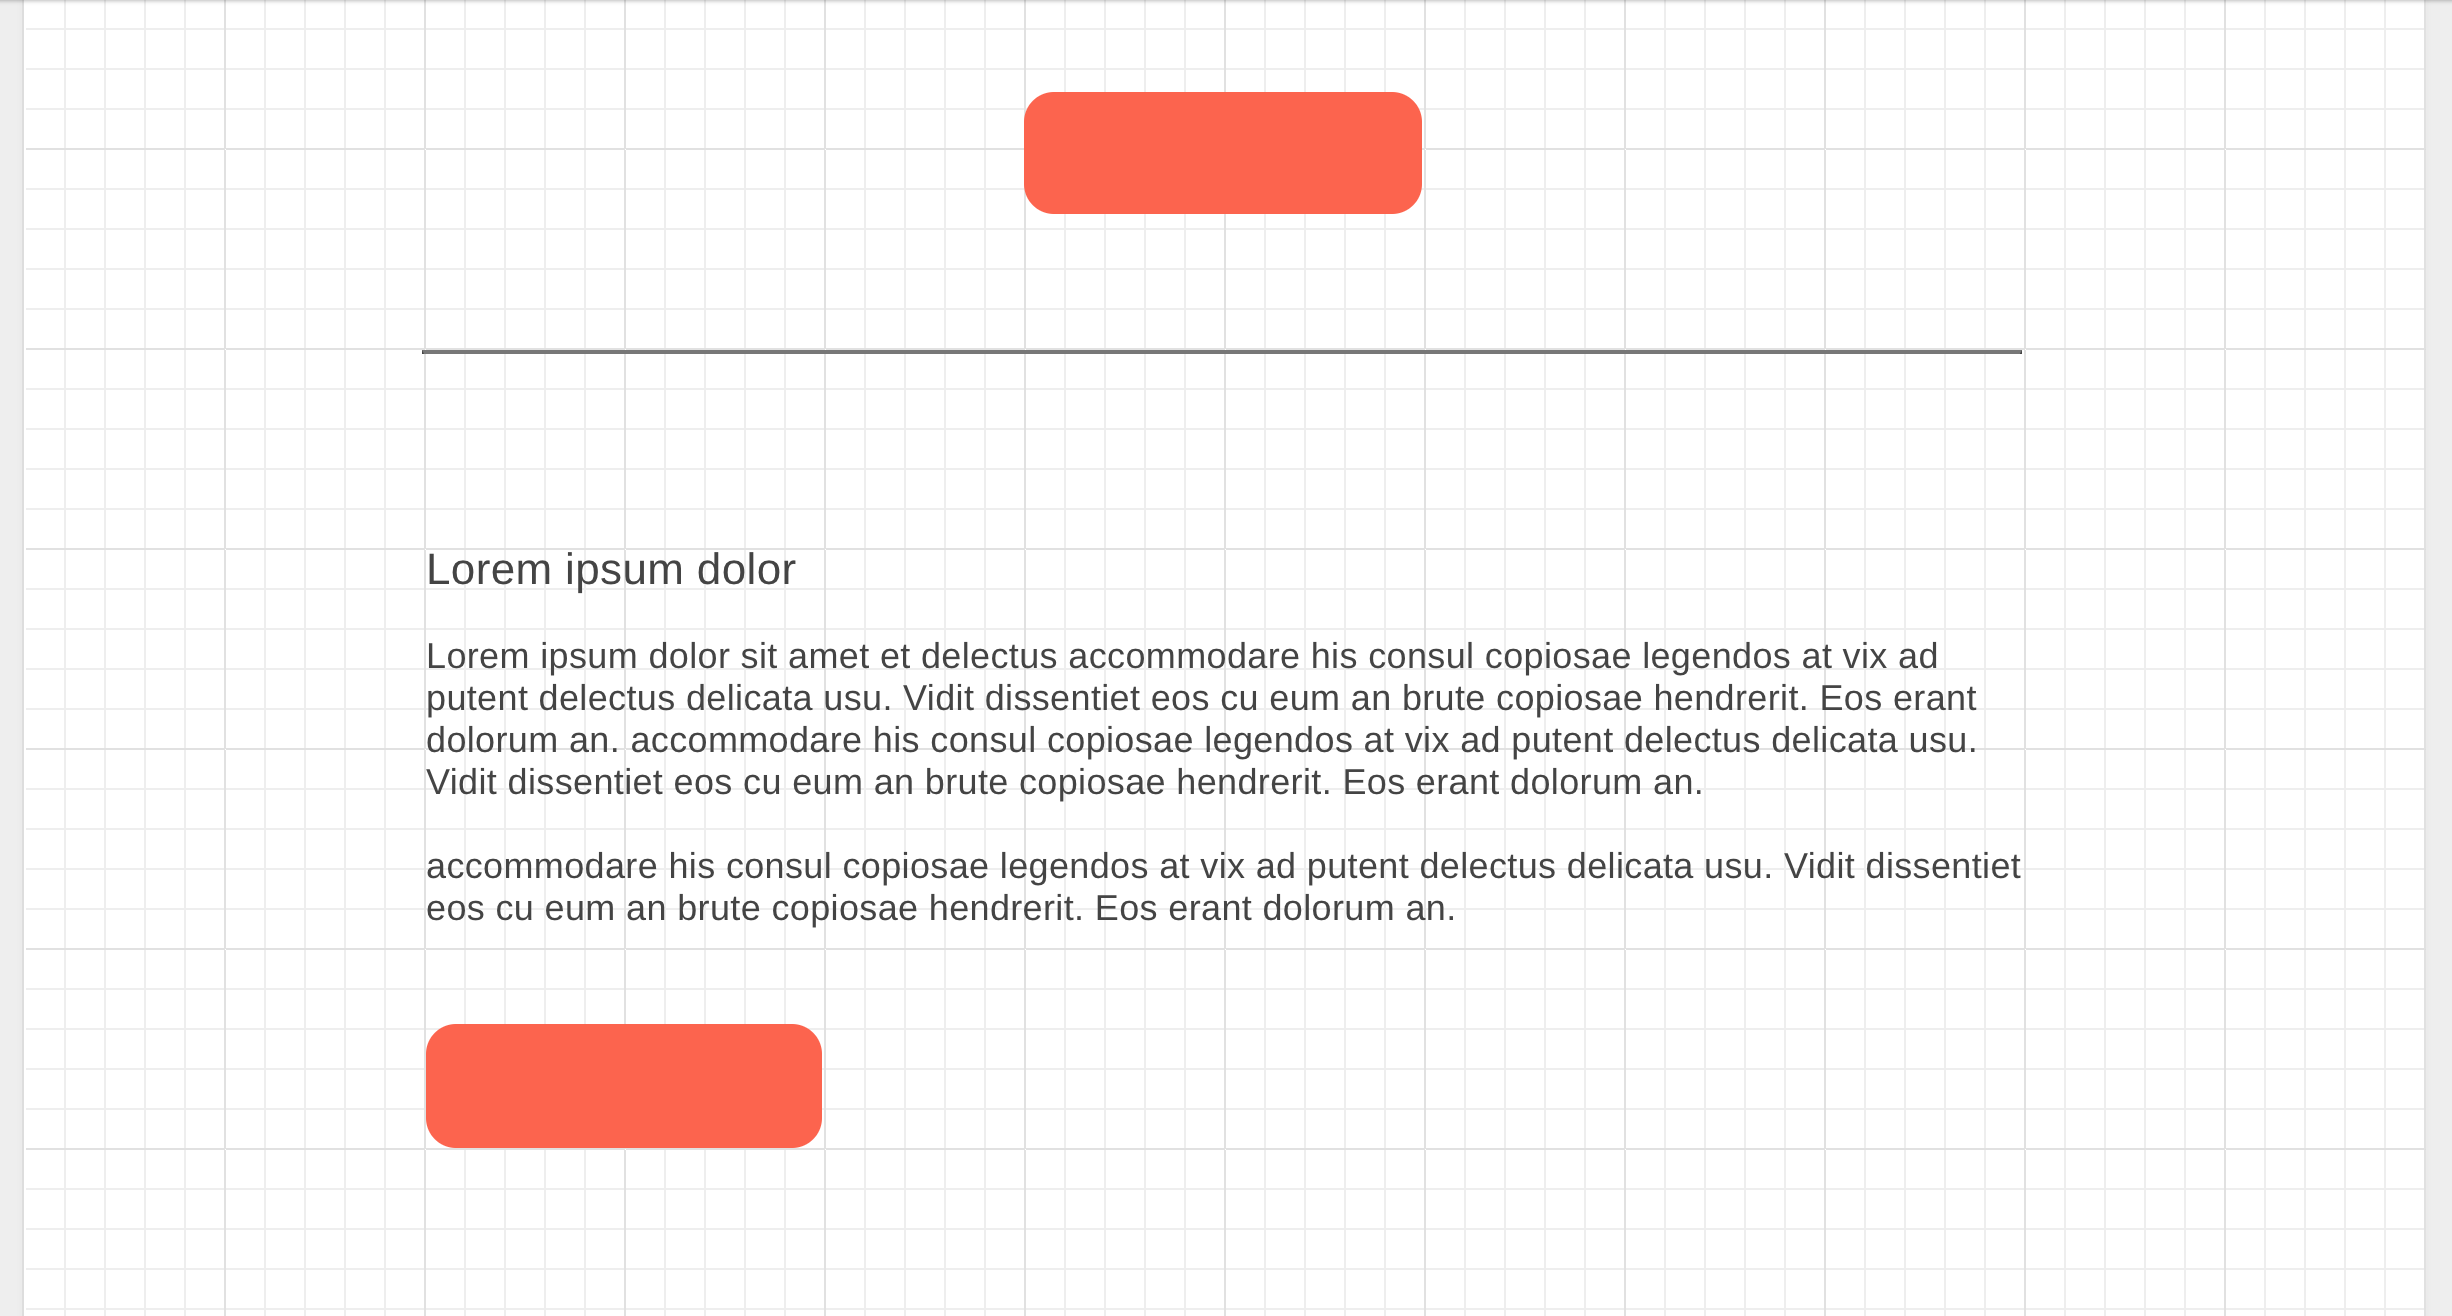 Lorem ipsum dolor
Lorem ipsum dolor sit amet et delectus accommodare his consul copiosae legendos at vix ad
putent delectus delicata usu. Vidit dissentiet eos cu eum an brute copiosae hendrerit. Eos erant
dolorum an. accommodare his consul copiosae legendos at vix ad putent delectus delicata usu.
Vidit dissentiet eos cu eum an brute copiosae hendrerit. Eos erant dolorum an.
accommodare his consul copiosae legendos at vix ad putent delectus delicata usu. Vidit dissentiet
eos cu eum an brute copiosae hendrerit. Eos erant dolorum an.